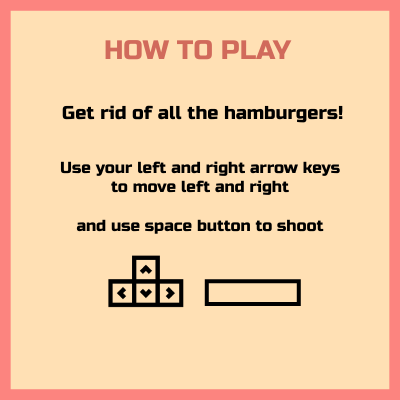 HOW TO PLAY
Get rid of all the hamburgers!
Use your left and right arrow keys
to move left and right
and use space button to shoot